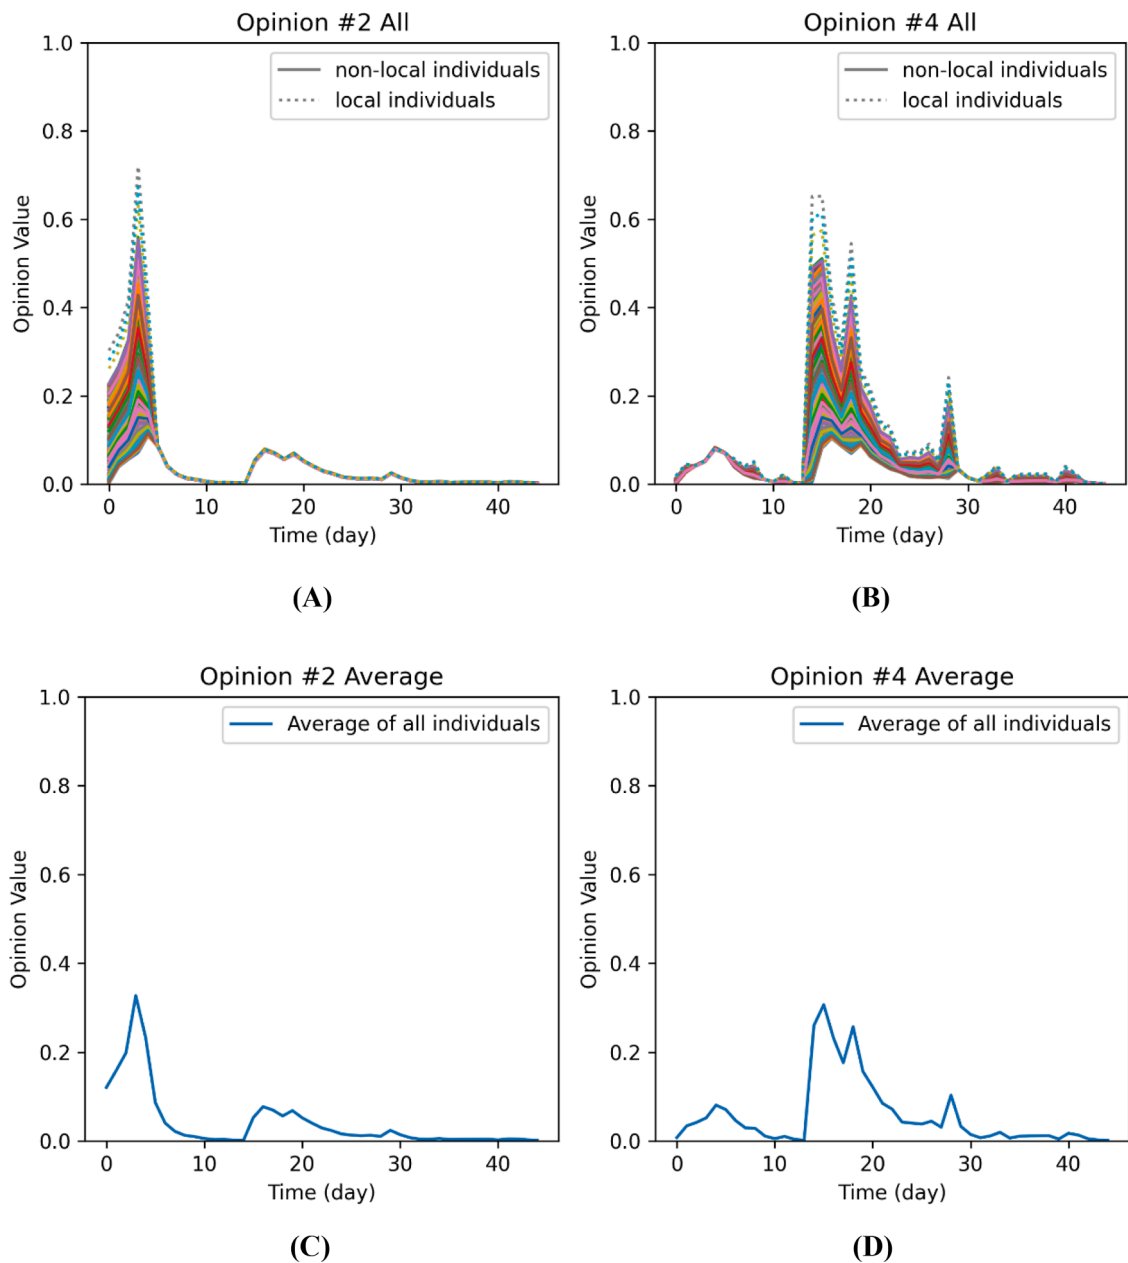 Opinion #2 All
1.0
0.8
0.6
0.4
0.2
0.0
Opinion Value
non-local individuals
local individuals
0
10
20
30
40
Time (day)
(A)
Opinion #4 All
1.0
0.8
0.6
0.4
0.2
0.0
Opinion Value
non-local individuals
local individuals
0
10
20
30
40
Time (day)
(B)
Opinion #2 Average
1.0
0.8
0.6
0.4
0.2
0.0
Opinion Value
Average of all individuals
0
10
20
30
40
Time (day)
(C)
Opinion #4 Average
1.0
0.8
0.6
0.4
0.2
0.0
Opinion Value
Average of all individuals
0
10
20
30
40
Time (day)
(D)